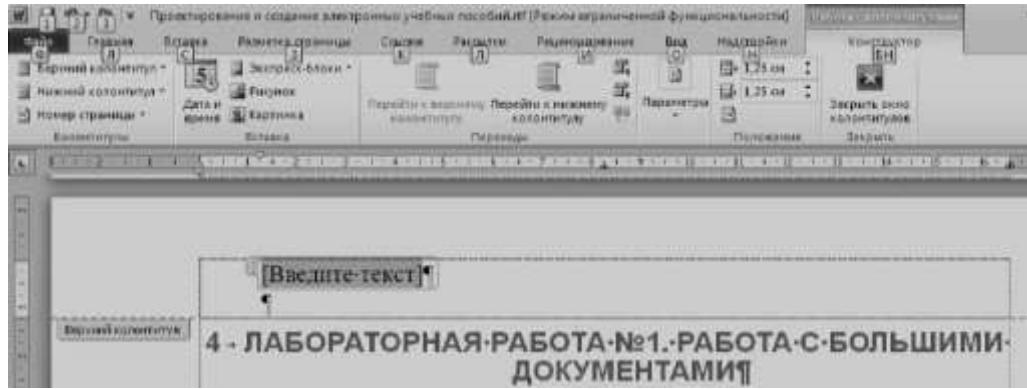 Проектирование и создание электронных учебных пособий.rtf [Режим ограниченной функциональности]
Файл Главная Вставка Разметка страницы Ссылки Рассылки Рецензирование Вид Надстройки Конструктор
Верхний колонтитул
Нижний колонтитул
Номер страницы
Колонтитулы
Дата и время
Экспресс-блоки
Рисунок
Картинка
Вставка
Перейти к верхнему колонтитулу
Перейти к нижнему колонтитулу
Переходы
Параметры
1,25 см
1,25 см
Положение
Закрыть окно колонтитулов
Закрыть
[Введите·текст]¶
¶
Верхний колонтитул
4 - ЛАБОРАТОРНАЯ·РАБОТА·№1.·РАБОТА·С·БОЛЬШИМИ·
ДОКУМЕНТАМИ¶